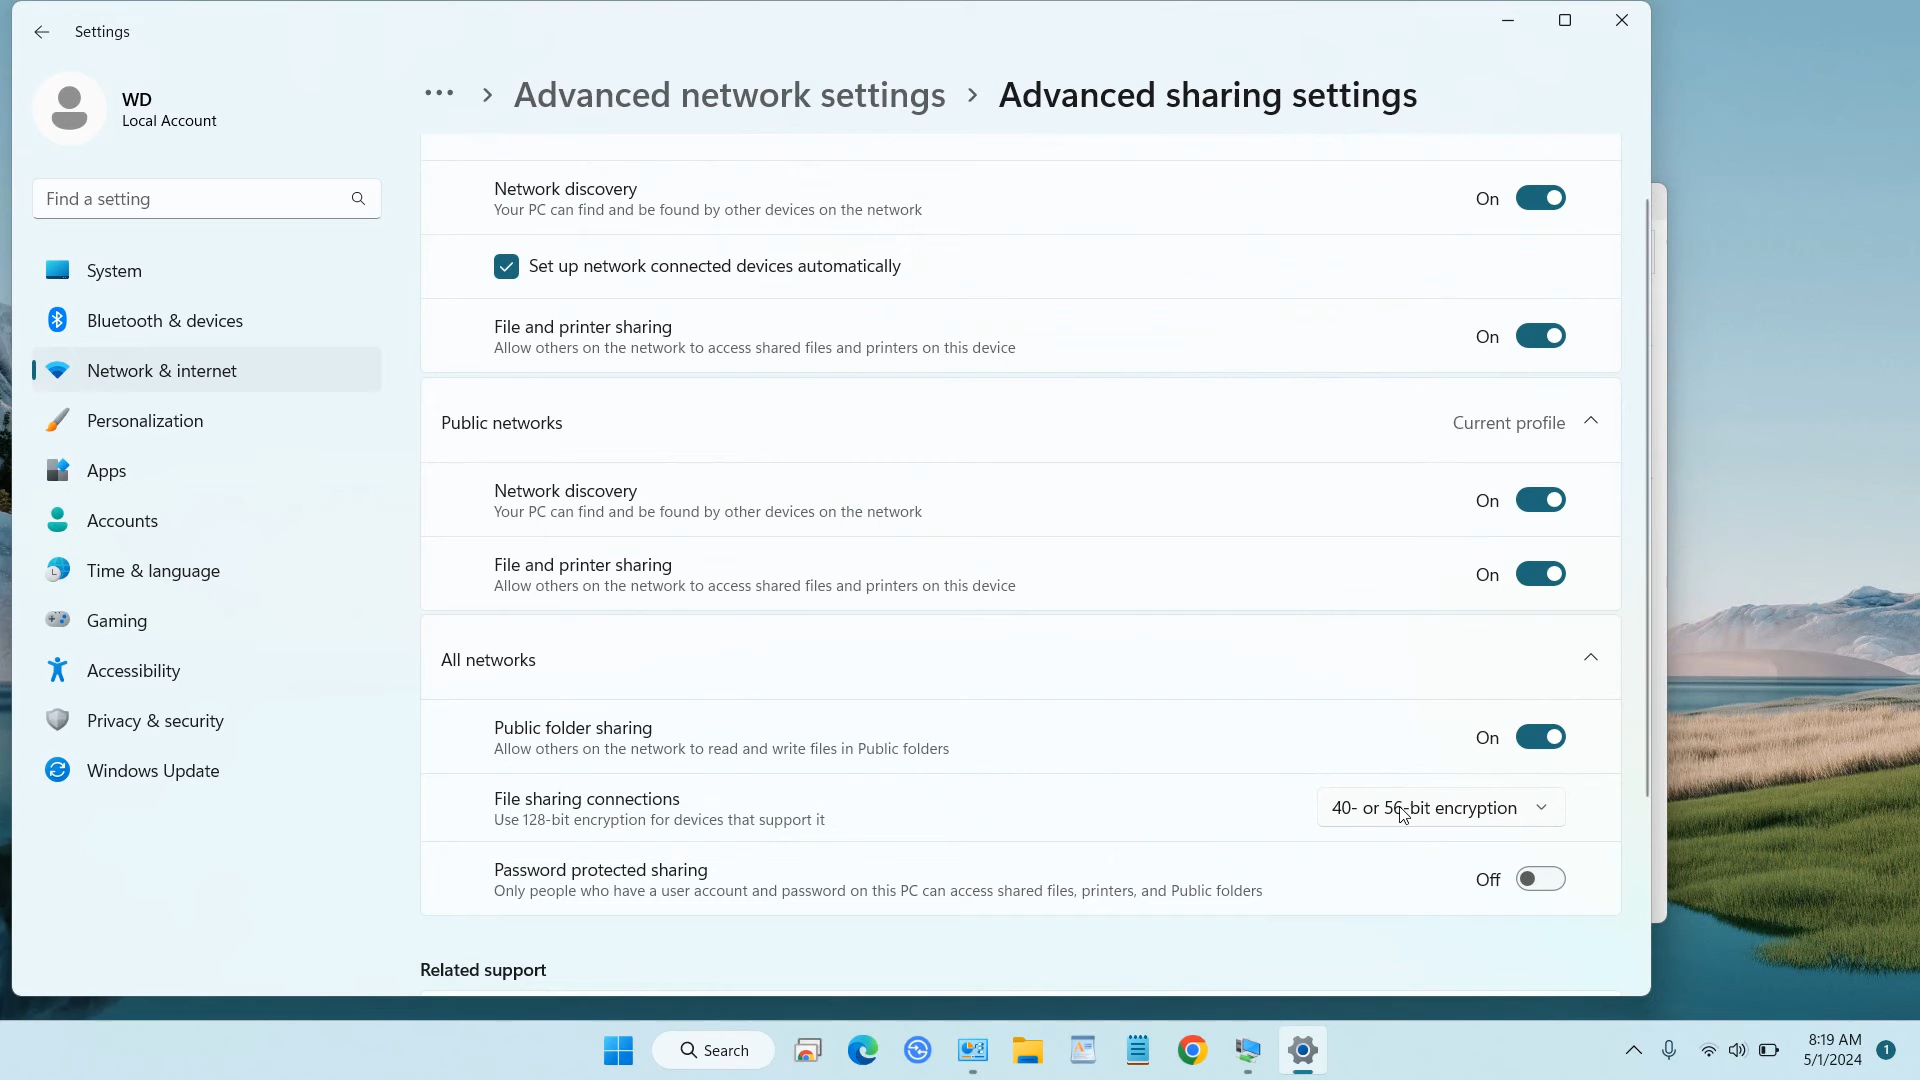 Settings
WD
Local Account
Find a setting
System
Bluetooth & devices
Network & internet
Personalization
Apps
Accounts
Time & language
Gaming
Accessibility
Privacy & security
Windows Update
... > Advanced network settings > Advanced sharing settings
Network discovery
Your PC can find and be found by other devices on the network
On
Set up network connected devices automatically
File and printer sharing
Allow others on the network to access shared files and printers on this device
On
Public networks
Current profile
Network discovery
Your PC can find and be found by other devices on the network
On
File and printer sharing
Allow others on the network to access shared files and printers on this device
On
All networks
Public folder sharing
Allow others on the network to read and write files in Public folders
On
File sharing connections
Use 128-bit encryption for devices that support it
40- or 56-bit encryption
Password protected sharing
Only people who have a user account and password on this PC can access shared files, printers, and Public folders
Off
Related support
Search
8:19 AM
5/1/2024
1